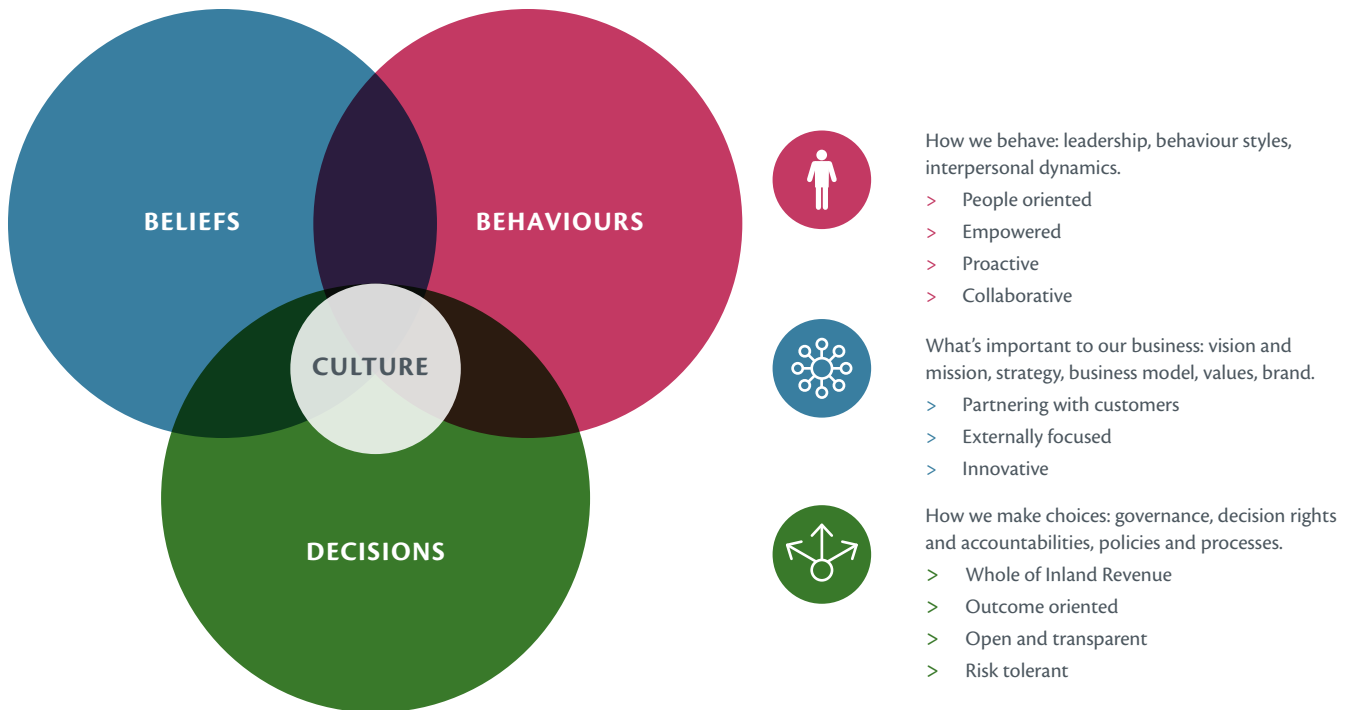 BELIEFS
BEHAVIOURS
CULTURE
DECISIONS
How we behave: leadership, behaviour styles,
interpersonal dynamics.
> People oriented
> Empowered
> Proactive
> Collaborative
What’s important to our business: vision and
mission, strategy, business model, values, brand.
> Partnering with customers
> Externally focused
> Innovative
How we make choices: governance, decision rights
and accountabilities, policies and processes.
> Whole of Inland Revenue
> Outcome oriented
> Open and transparent
> Risk tolerant